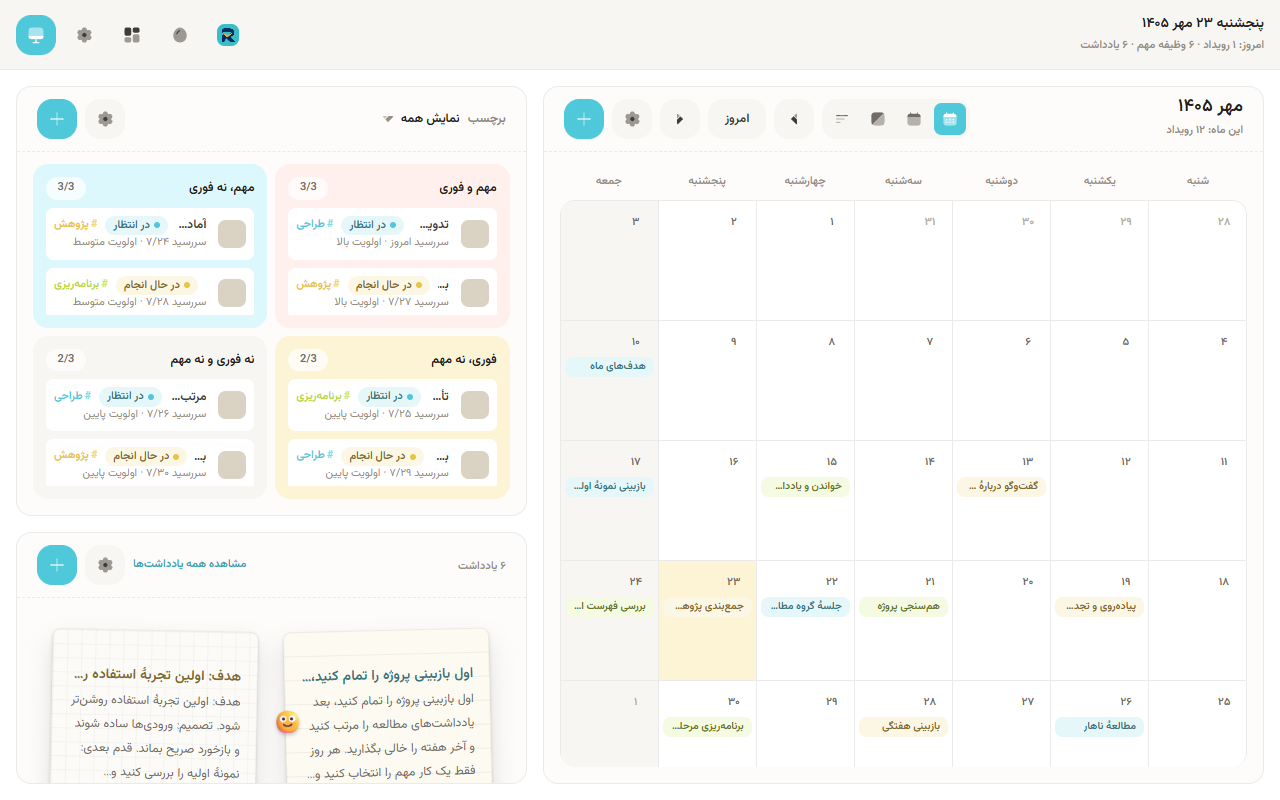 پنجشنبه ۲۳ مهر ۱۴۰۵
امروز: ۱ رویداد · ۶ وظیفه مهم · ۶ یادداشت
مهر ۱۴۰۵
این ماه: ۱۲ رویداد
امروز
شنبه یکشنبه دوشنبه سه‌شنبه چهارشنبه پنجشنبه جمعه
۲۸ ۲۹ ۳۰ ۳۱ ۱ ۲ ۳
۴ ۵ ۶ ۷ ۸ ۹ ۱۰
هدف‌های ماه
۱۱ ۱۲ ۱۳ ۱۴ ۱۵ ۱۶ ۱۷
گفت‌وگو دربارهٔ ... خواندن و یاددا... بازبینی نمونهٔ اول...
۱۸ ۱۹ ۲۰ ۲۱ ۲۲ ۲۳ ۲۴
پیاده‌روی و تجد... هم‌سنجی پروژه جلسهٔ گروه مطا... جمع‌بندی پژوه... بررسی فهرست ا...
۲۵ ۲۶ ۲۷ ۲۸ ۲۹ ۳۰ ۱
مطالعهٔ ناهار بازبینی هفتگی برنامه‌ریزی مرحل...
برچسب نمایش همه
مهم و فوری 3/3
تدوی... در انتظار # طراحی
سررسید امروز · اولویت بالا
ب... در حال انجام # پژوهش
سررسید ۷/۲۷ · اولویت بالا
مهم، نه فوری 3/3
آماد... در انتظار # پژوهش
سررسید ۷/۲۴ · اولویت متوسط
در حال انجام # برنامه‌ریزی
سررسید ۷/۲۸ · اولویت متوسط
فوری، نه مهم 2/3
تأ... در انتظار # برنامه‌ریزی
سررسید ۷/۲۵ · اولویت پایین
ب... در حال انجام # طراحی
سررسید ۷/۲۹ · اولویت پایین
نه فوری و نه مهم 2/3
مرتب... در انتظار # طراحی
سررسید ۷/۲۶ · اولویت پایین
ب... در حال انجام # پژوهش
سررسید ۷/۳۰ · اولویت پایین
۶ یادداشت
مشاهده همه یادداشت‌ها
اول بازبینی پروژه را تمام کنید،...
اول بازبینی پروژه را تمام کنید، بعد
یادداشت‌های مطالعه را مرتب کنید
و آخر هفته را خالی بگذارید. هر روز
فقط یک کار مهم را انتخاب کنید و...
هدف: اولین تجربهٔ استفاده ر...
هدف: اولین تجربهٔ استفاده روشن‌تر
شود. تصمیم: ورودی‌ها ساده شوند
و بازخورد صریح بماند. قدم بعدی:
نمونهٔ اولیه را بررسی کنید و...